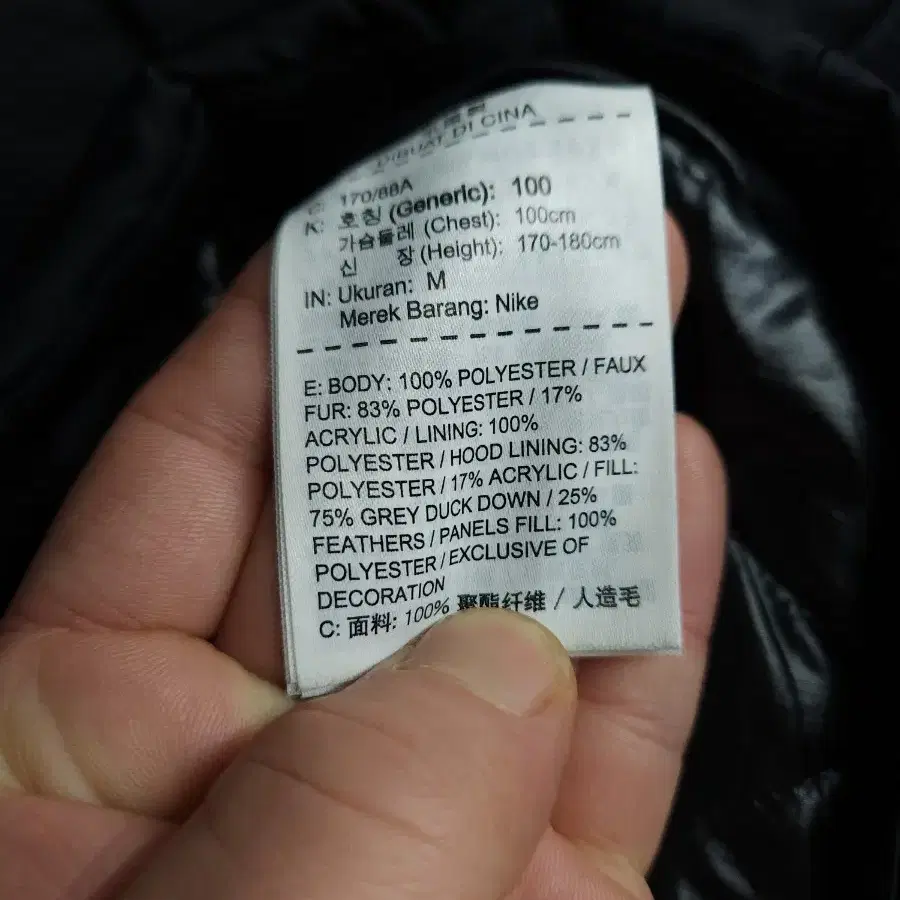 DIBUAT DI CINA
C: 170/88A
K: 호칭 (Generic): 100
가슴둘레 (Chest): 100cm
신 장 (Height): 170-180cm
IN: Ukuran: M
Merek Barang: Nike
E: BODY: 100% POLYESTER / FAUX
FUR: 83% POLYESTER / 17%
ACRYLIC / LINING: 100%
POLYESTER / HOOD LINING: 83%
POLYESTER / 17% ACRYLIC / FILL:
75% GREY DUCK DOWN / 25%
FEATHERS / PANELS FILL: 100%
POLYESTER / EXCLUSIVE OF
DECORATION
C: 面料: 100% 聚酯纤维 / 人造毛